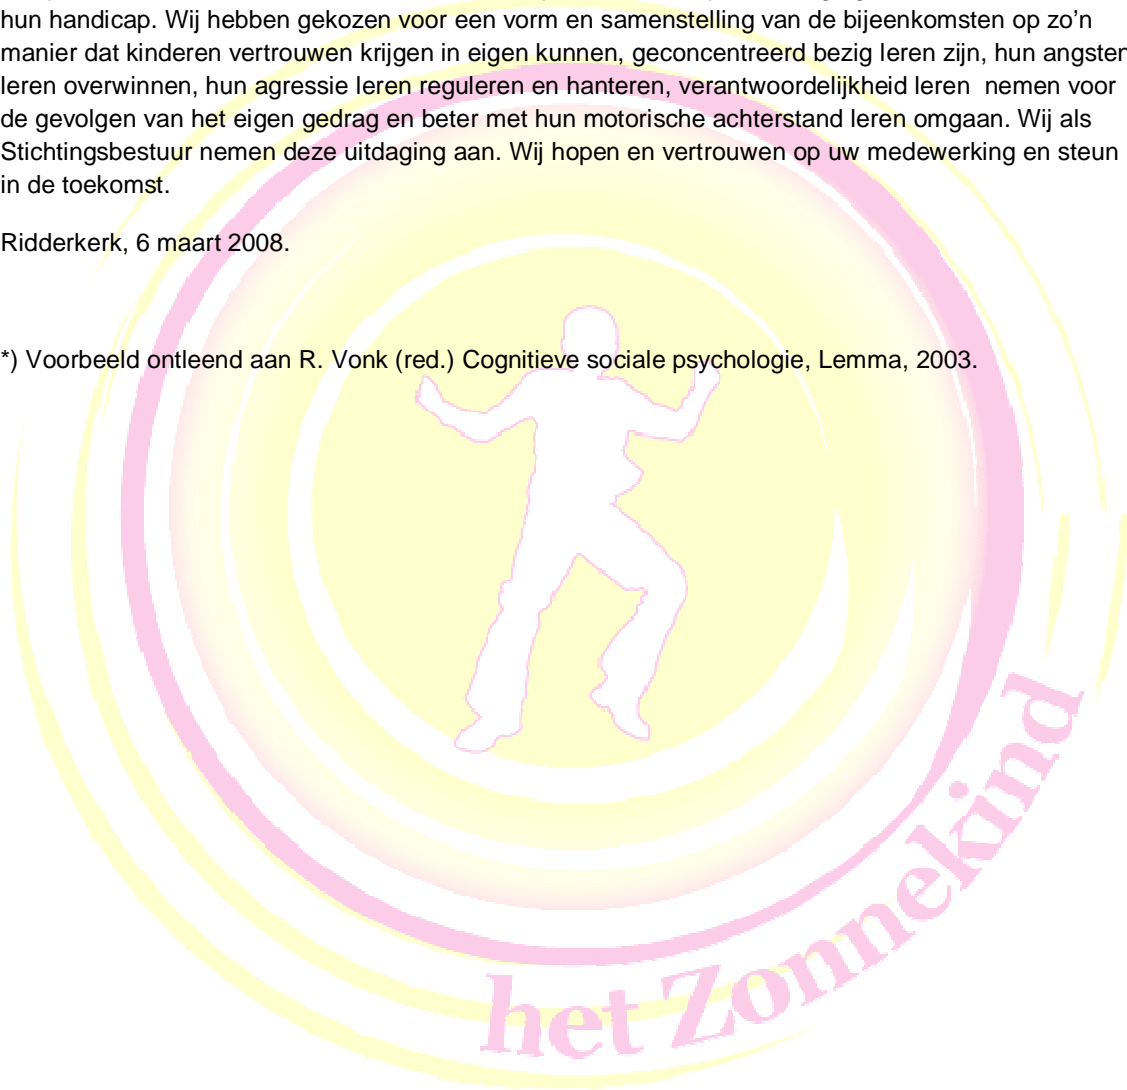 hun handicap. Wij hebben gekozen voor een vorm en samenstelling van de bijeenkomsten op zo'n
manier dat kinderen vertrouwen krijgen in eigen kunnen, geconcentreerd bezig leren zijn, hun angsten
leren overwinnen, hun agressie leren reguleren en hanteren, verantwoordelijkheid leren  nemen voor
de gevolgen van het eigen gedrag en beter met hun motorische achterstand leren omgaan. Wij als
Stichtingsbestuur nemen deze uitdaging aan. Wij hopen en vertrouwen op uw medewerking en steun
in de toekomst.
Ridderkerk, 6 maart 2008.
*) Voorbeeld ontleend aan R. Vonk (red.) Cognitieve sociale psychologie, Lemma, 2003.
het Zonnekind